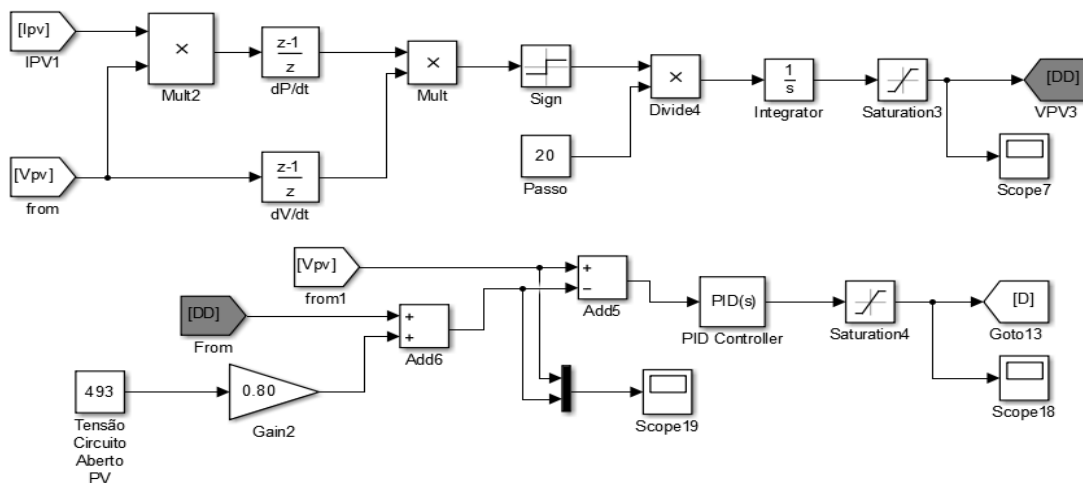 [Ipv]
IPV1
×
Mult2
z-1
z
dP/dt
×
Mult
Sign
×
Divide4
1
s
Integrator
Saturation3
[DD]
VPV3
Scope7
[Vpv]
from
z-1
z
dV/dt
20
Passo
[Vpv]
from1
[DD]
From
+
+
Add6
+
−
Add5
PID(s)
PID Controller
Saturation4
[D]
Goto13
Scope18
493
Tensão
Circuito
Aberto
PV
0.80
Gain2
Scope19